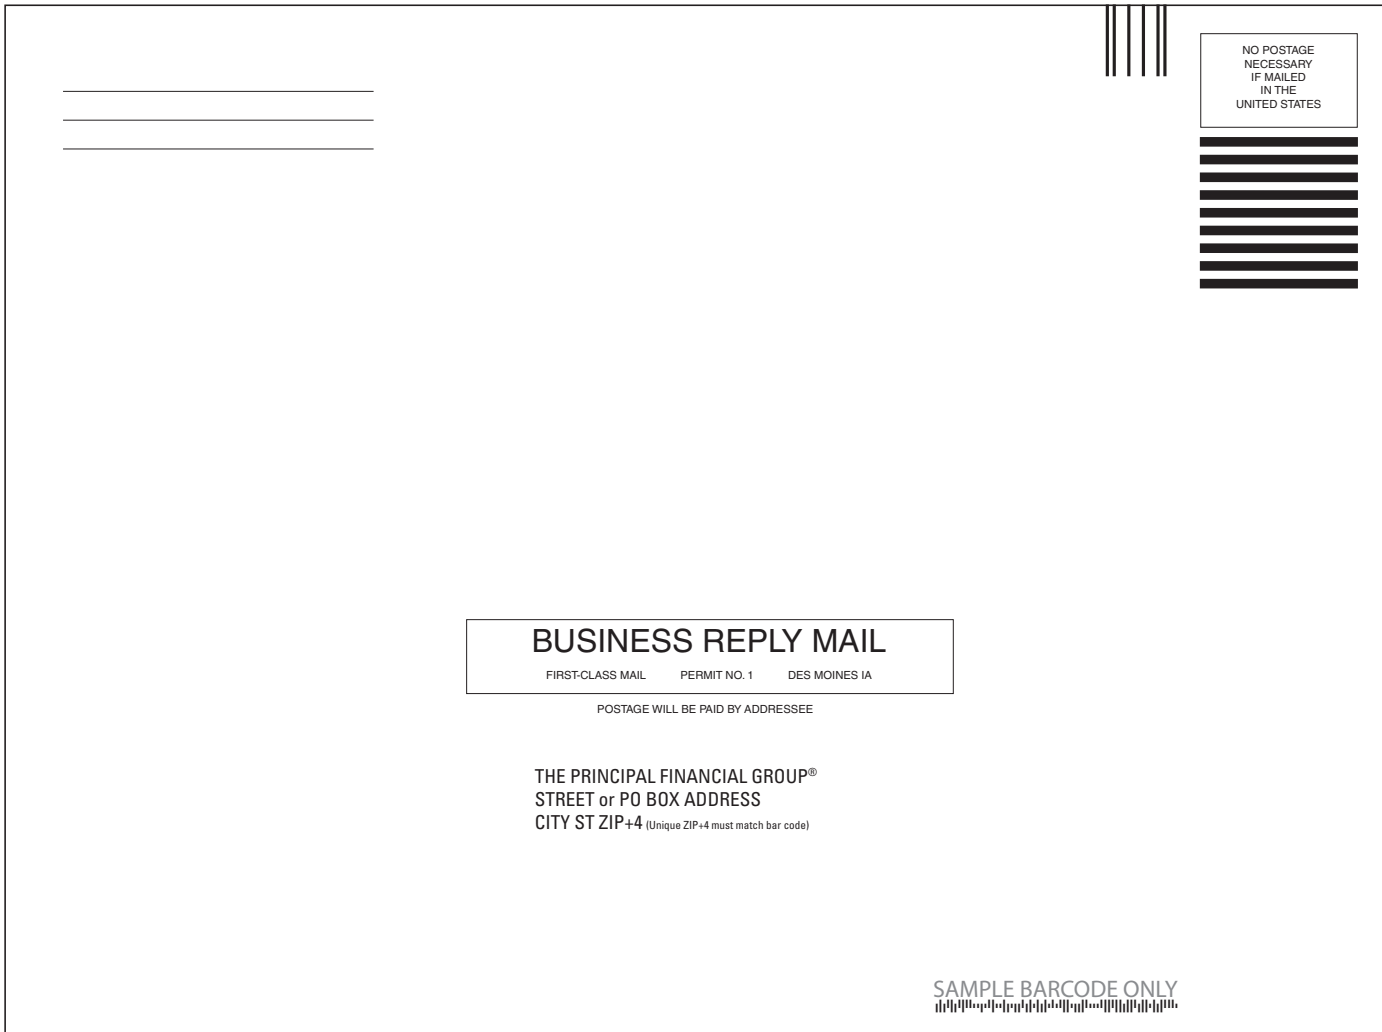 NO POSTAGE
NECESSARY
IF MAILED
IN THE
UNITED STATES
BUSINESS REPLY MAIL
FIRST-CLASS MAIL PERMIT NO. 1 DES MOINES IA
POSTAGE WILL BE PAID BY ADDRESSEE
THE PRINCIPAL FINANCIAL GROUP®
STREET or PO BOX ADDRESS
CITY ST ZIP+4 (Unique ZIP+4 must match bar code)
SAMPLE BARCODE ONLY